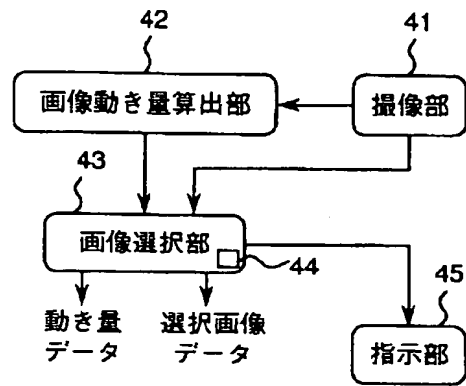 42
41
画像動き量算出部
撮像部
43
画像選択部
44
45
動き量
データ
選択画像
データ
指示部